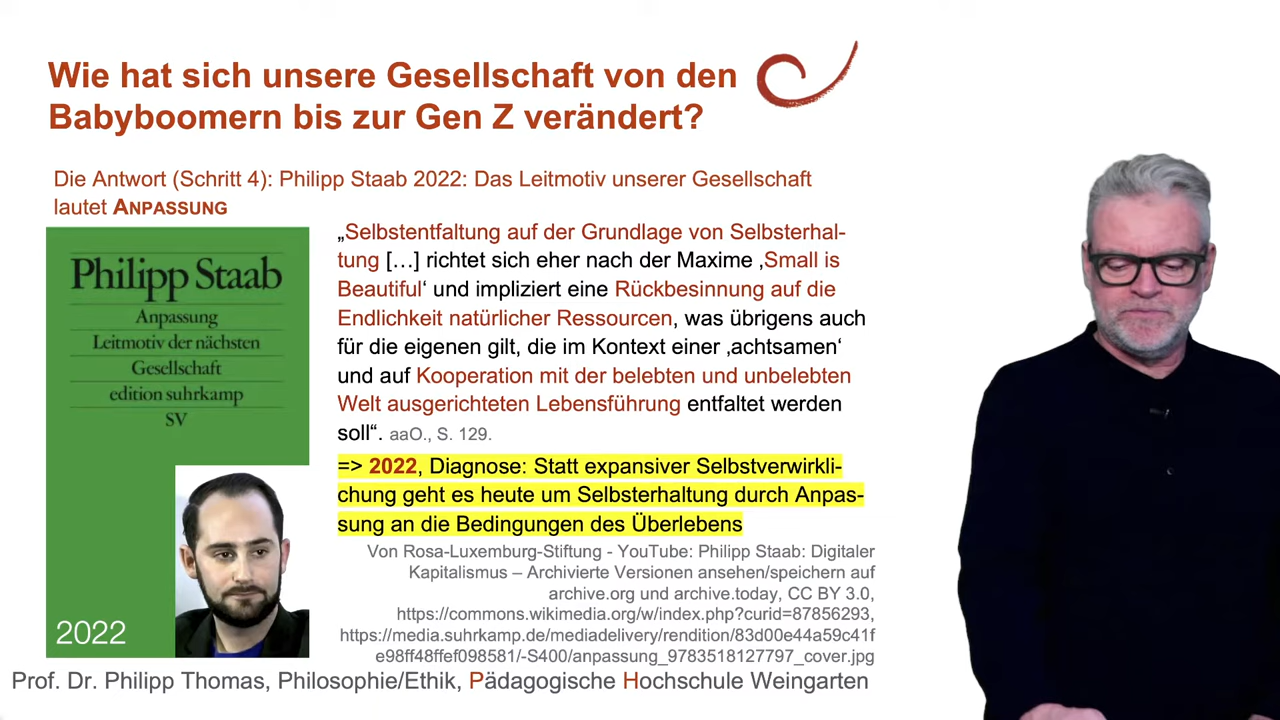 Wie hat sich unsere Gesellschaft von den
Babyboomern bis zur Gen Z verändert?
Die Antwort (Schritt 4): Philipp Staab 2022: Das Leitmotiv unserer Gesellschaft
lautet ANPASSUNG
Philipp Staab
Anpassung
Leitmotiv der nächsten
Gesellschaft
edition suhrkamp
SV
2022
„Selbstentfaltung auf der Grundlage von Selbsterhal-
tung […] richtet sich eher nach der Maxime ‚Small is
Beautiful‘ und impliziert eine Rückbesinnung auf die
Endlichkeit natürlicher Ressourcen, was übrigens auch
für die eigenen gilt, die im Kontext einer ‚achtsamen‘
und auf Kooperation mit der belebten und unbelebten
Welt ausgerichteten Lebensführung entfaltet werden
soll“. aaO., S. 129.
=> 2022, Diagnose: Statt expansiver Selbstverwirkli-
chung geht es heute um Selbsterhaltung durch Anpas-
sung an die Bedingungen des Überlebens
Von Rosa-Luxemburg-Stiftung - YouTube: Philipp Staab: Digitaler
Kapitalismus – Archivierte Versionen ansehen/speichern auf
archive.org und archive.today, CC BY 3.0,
https://commons.wikimedia.org/w/index.php?curid=87856293,
https://media.suhrkamp.de/mediadelivery/rendition/83d00e44a59c41f
e98ff48ffef098581/-S400/anpassung_9783518127797_cover.jpg
Prof. Dr. Philipp Thomas, Philosophie/Ethik, Pädagogische Hochschule Weingarten